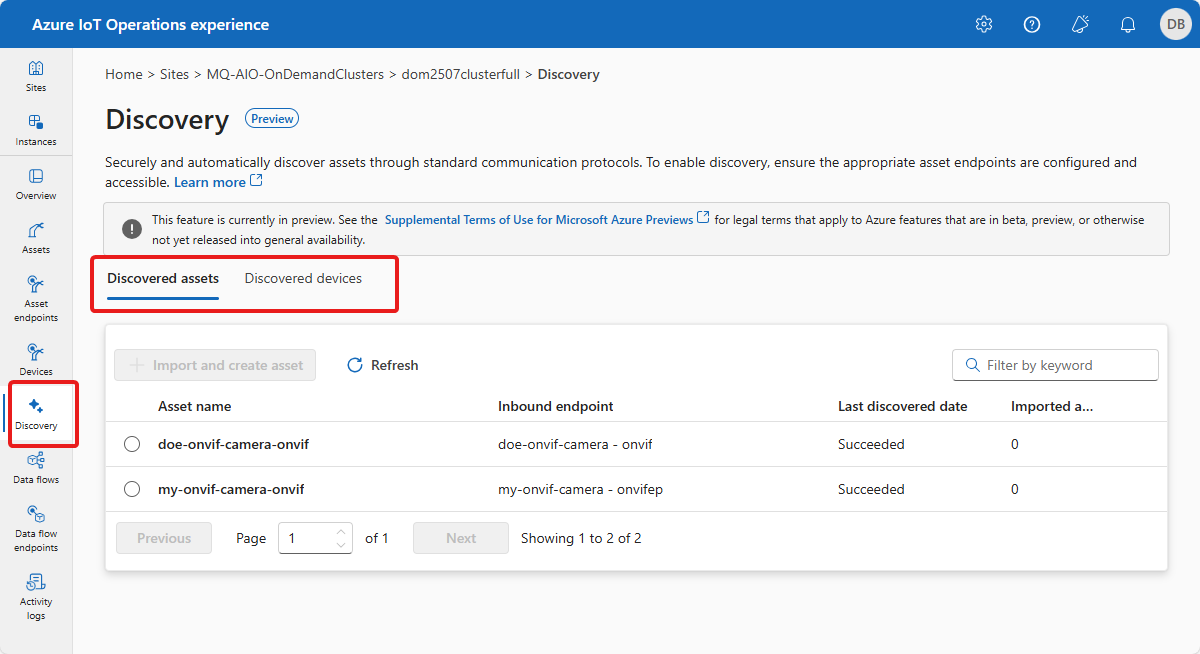 Azure IoT Operations experience
DB
Sites
Instances
Overview
Assets
Asset
endpoints
Devices
Discovery
Data flows
Data flow
endpoints
Activity
logs
Home > Sites > MQ-AIO-OnDemandClusters > dom2507clusterfull > Discovery
Discovery Preview
Securely and automatically discover assets through standard communication protocols. To enable discovery, ensure the appropriate asset endpoints are configured and
accessible. Learn more
This feature is currently in preview. See the Supplemental Terms of Use for Microsoft Azure Previews for legal terms that apply to Azure features that are in beta, preview, or otherwise
not yet released into general availability.
Discovered assets Discovered devices
Import and create asset Refresh Filter by keyword
Asset name Inbound endpoint Last discovered date Imported a...
doe-onvif-camera-onvif doe-onvif-camera - onvif Succeeded 0
my-onvif-camera-onvif my-onvif-camera - onvifep Succeeded 0
Previous Page 1 of 1 Next Showing 1 to 2 of 2